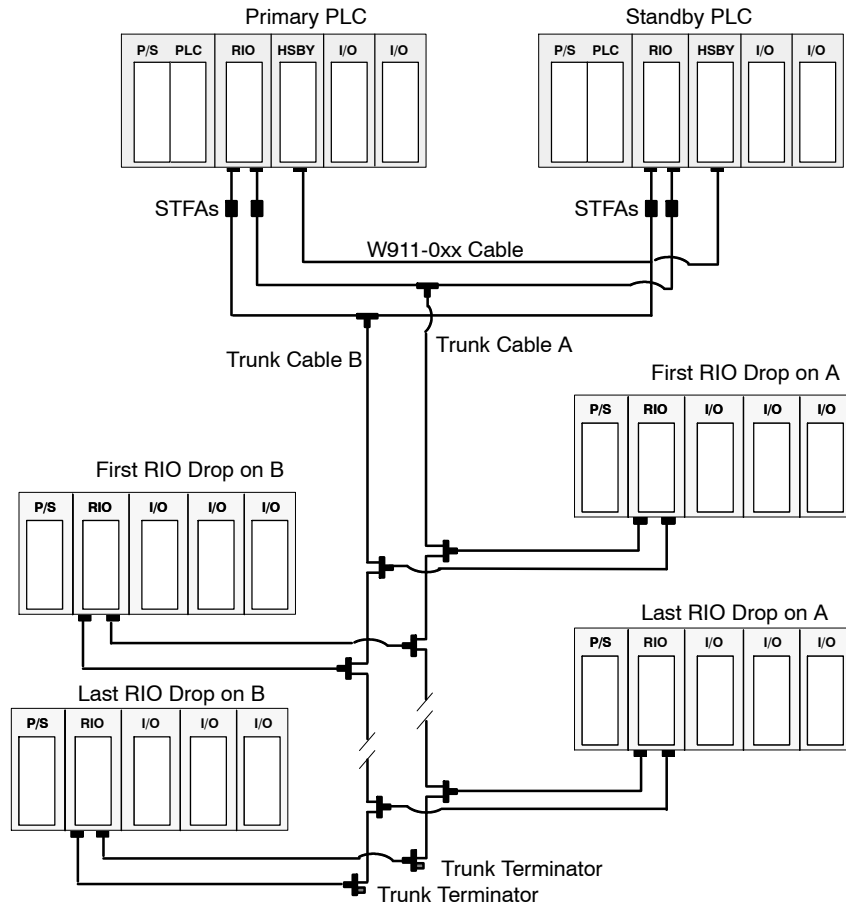 Primary PLC
Standby PLC
P/S PLC RIO HSBY I/O I/O
P/S PLC RIO HSBY I/O I/O
STFAs
STFAs
W911-0xx Cable
Trunk Cable B
Trunk Cable A
First RIO Drop on A
P/S RIO I/O I/O I/O
First RIO Drop on B
P/S RIO I/O I/O I/O
Last RIO Drop on A
P/S RIO I/O I/O I/O
Last RIO Drop on B
P/S RIO I/O I/O I/O
Trunk Terminator
Trunk Terminator